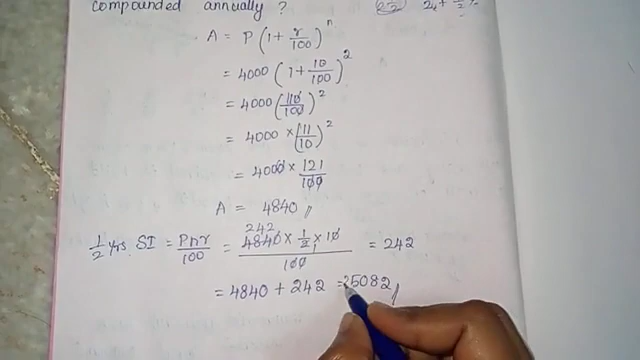 compounded annually ?
A = P (1 + r/100)^n
= 4000 (1 + 10/100)^2
= 4000 (110/100)^2
= 4000 × (11/10)^2
= 4000 × 121/100
A = 4840 //
1/2 yrs SI = Pnr/100 = 4840 × 1/2 × 10 / 100 = 242
242
= 4840 + 242 = ₹5082 //